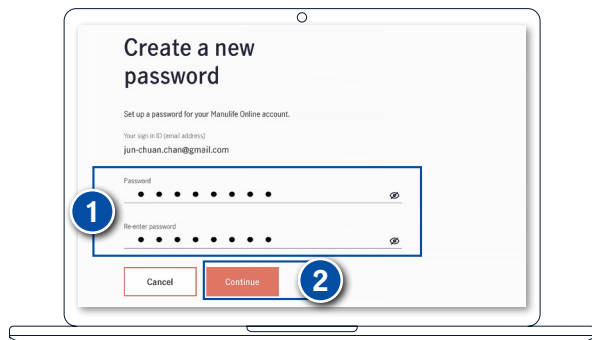 Create a new
password
Set up a password for your Manulife Online account.
Your sign in ID (email address)
jun-chuan.chan@gmail.com
Password
● ● ● ● ● ● ● ●
1
Re-enter password
● ● ● ● ● ● ● ●
Cancel
Continue
2